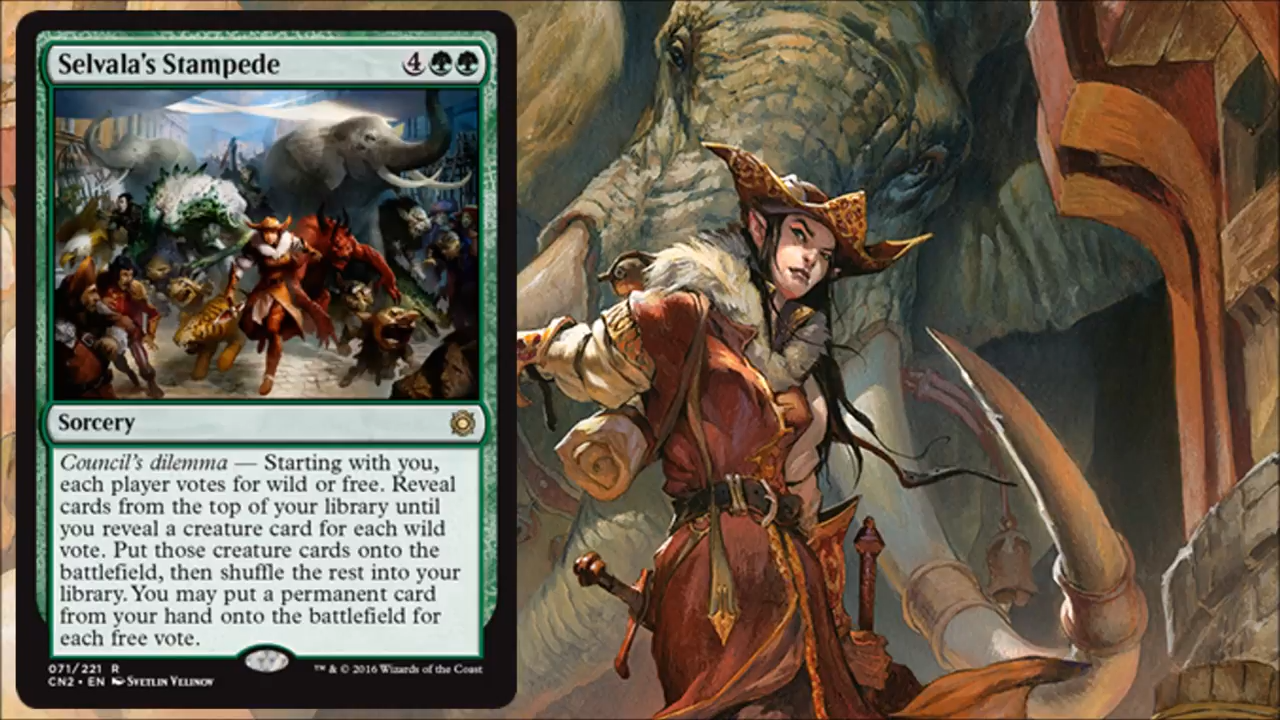 Selvala's Stampede 4
Sorcery
Council's dilemma — Starting with you,
each player votes for wild or free. Reveal
cards from the top of your library until
you reveal a creature card for each wild
vote. Put those creature cards onto the
battlefield, then shuffle the rest into your
library. You may put a permanent card
from your hand onto the battlefield for
each free vote.
071/221 R
™ & © 2016 Wizards of the Coast
CN2 • EN Svetlin Velinov